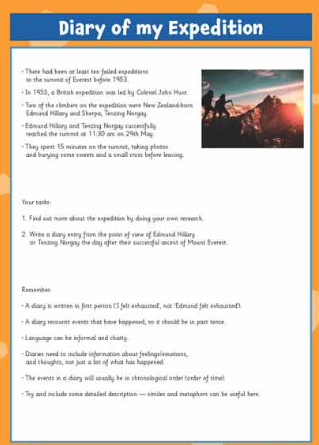 Diary of my Expedition
• There had been at least ten failed expeditions
to the summit of Everest before 1953.
• In 1953, a British expedition was led by Colonel John Hunt.
• Two of the climbers on the expedition were New Zealand-born
Edmund Hillary and Sherpa, Tenzing Norgay.
• Edmund Hillary and Tenzing Norgay successfully
reached the summit at 11:30 am on 29th May.
• They spent 15 minutes on the summit, taking photos
and burying some sweets and a small cross before leaving.
Your tasks:
1. Find out more about the expedition by doing your own research.
2. Write a diary entry from the point of view of Edmund Hillary
or Tenzing Norgay the day after their successful ascent of Mount Everest.
Remember:
• A diary is written in first person ('I felt exhausted', not 'Edmund felt exhausted').
• A diary recounts events that have happened, so it should be in past tense.
• Language can be informal and chatty.
• Diaries need to include information about feelings/emotions,
and thoughts, not just a list of what has happened.
• The events in a diary will usually be in chronological order (order of time).
• Try and include some detailed description — similes and metaphors can be useful here.